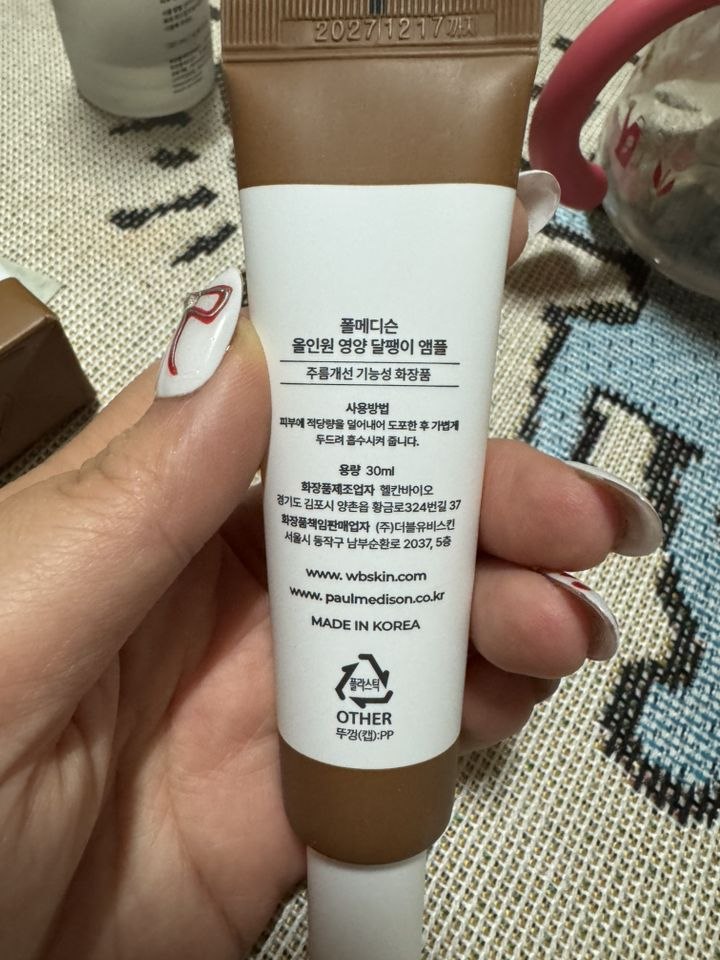 20271217까지
폴메디슨
올인원 영양 달팽이 앰플
주름개선 기능성 화장품
사용방법
피부에 적당량을 덜어내어 도포한 후 가볍게
두드려 흡수시켜 줍니다.
용량 30ml
화장품제조업자 헬칸바이오
경기도 김포시 양촌읍 황금로324번길 37
화장품책임판매업자 (주)더블유비스킨
서울시 동작구 남부순환로 2037, 5층
www. wbskin.com
www. paulmedison.co.kr
MADE IN KOREA
플라스틱
OTHER
뚜껑(캡):PP